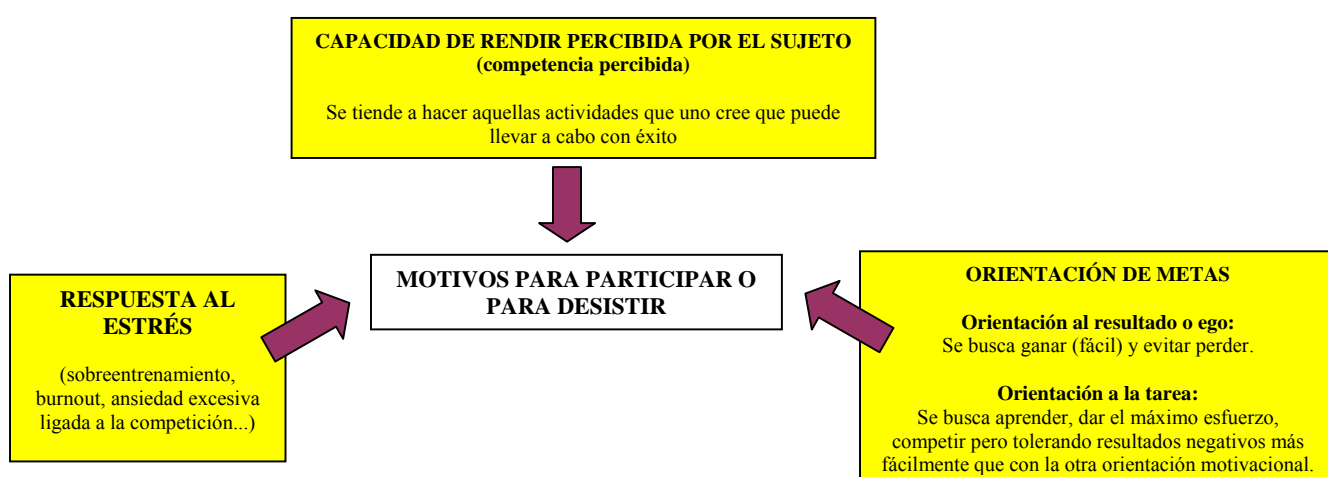 CAPACIDAD DE RENDIR PERCIBIDA POR EL SUJETO
(competencia percibida)
Se tiende a hacer aquellas actividades que uno cree que puede
llevar a cabo con éxito
MOTIVOS PARA PARTICIPAR O
PARA DESISTIR
RESPUESTA AL
ESTRÉS
(sobreentrenamiento,
burnout, ansiedad excesiva
ligada a la competición...)
ORIENTACIÓN DE METAS
Orientación al resultado o ego:
Se busca ganar (fácil) y evitar perder.
Orientación a la tarea:
Se busca aprender, dar el máximo esfuerzo,
competir pero tolerando resultados negativos más
fácilmente que con la otra orientación motivacional.